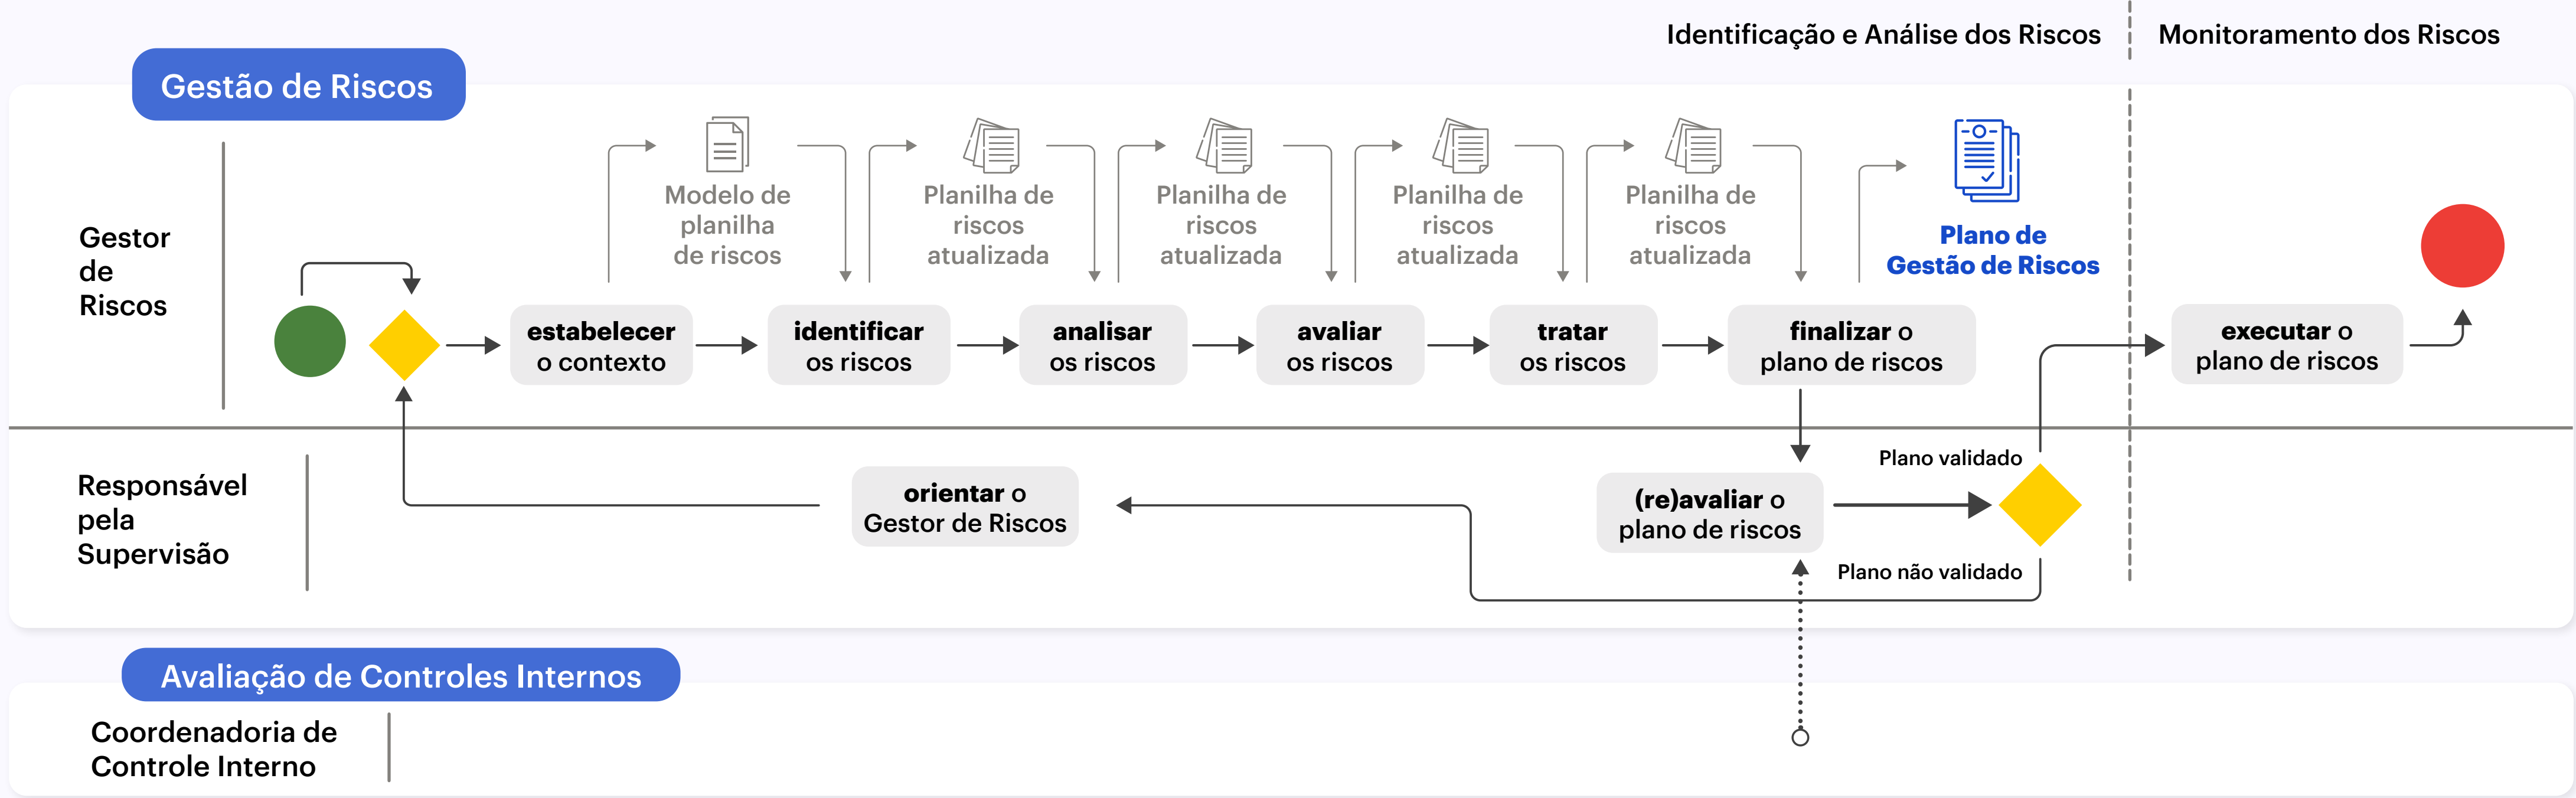 Identificação e Análise dos Riscos
Monitoramento dos Riscos
Gestão de Riscos
Gestor
de
Riscos
Modelo de
planilha
de riscos
Planilha de
riscos
atualizada
Planilha de
riscos
atualizada
Planilha de
riscos
atualizada
Planilha de
riscos
atualizada
Plano de
Gestão de Riscos
estabelecer
o contexto
identificar
os riscos
analisar
os riscos
avaliar
os riscos
tratar
os riscos
finalizar o
plano de riscos
executar o
plano de riscos
Responsável
pela
Supervisão
orientar o
Gestor de Riscos
(re)avaliar o
plano de riscos
Plano validado
Plano não validado
Avaliação de Controles Internos
Coordenadoria de
Controle Interno